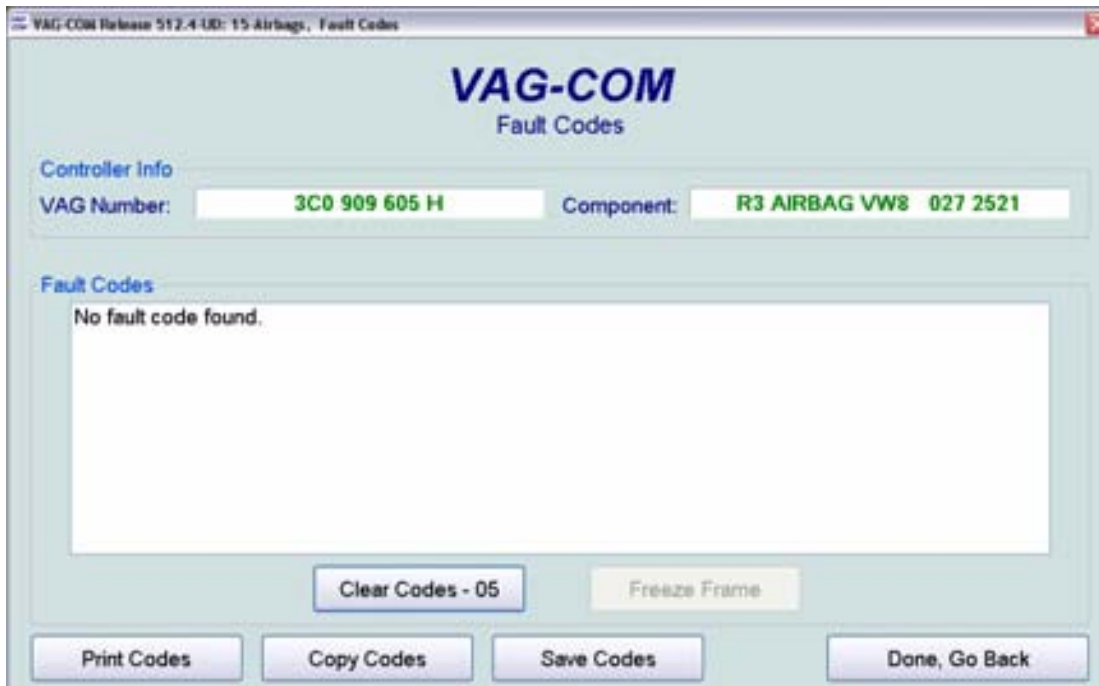 VAG-COM Release 512.4-UD: 15-Airbags, Fault Codes
VAG-COM
Fault Codes
Controller Info
VAG Number: 3C0 909 605 H Component: R3 AIRBAG VW8 027 2521
Fault Codes
No fault code found.
Clear Codes - 05 Freeze Frame
Print Codes Copy Codes Save Codes Done, Go Back